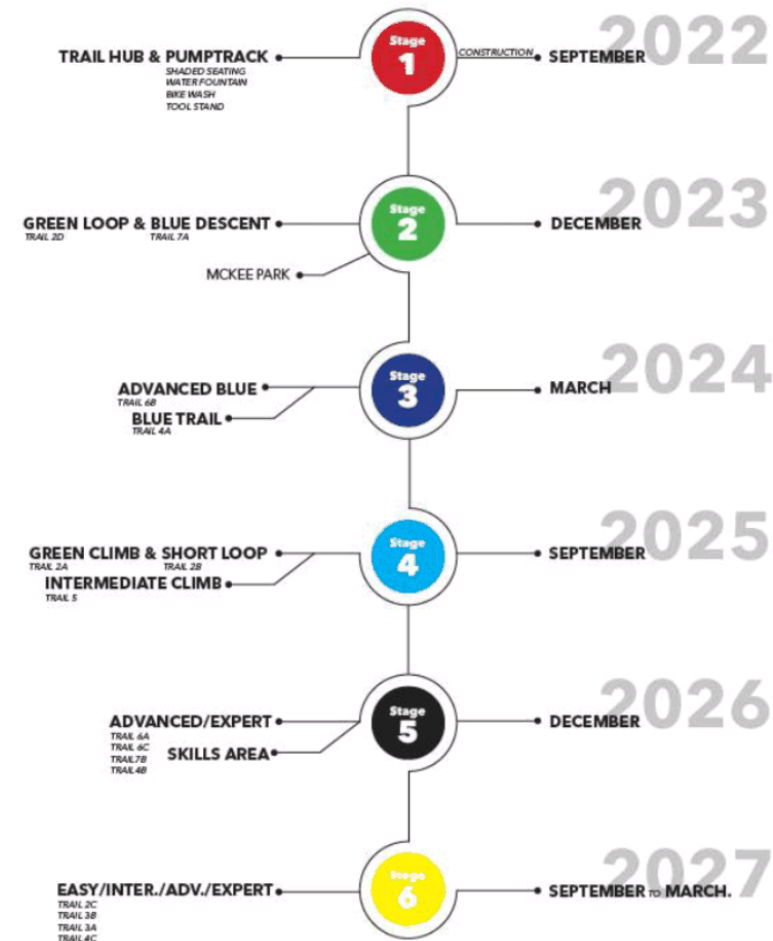 2022
Stage
1
TRAIL HUB & PUMPTRACK
CONSTRUCTION
SEPTEMBER
SHADED SEATING
WATER FOUNTAIN
BIKE WASH
TOOL STAND
2023
Stage
2
GREEN LOOP & BLUE DESCENT
DECEMBER
TRAIL 2D
TRAIL 7A
MCKEE PARK
2024
Stage
3
ADVANCED BLUE
MARCH
TRAIL 6B
BLUE TRAIL
TRAIL 4A
2025
Stage
4
GREEN CLIMB & SHORT LOOP
SEPTEMBER
TRAIL 2A
TRAIL 2B
INTERMEDIATE CLIMB
TRAIL 5
2026
Stage
5
ADVANCED/EXPERT
DECEMBER
TRAIL 6A
TRAIL 6C
TRAIL 7B
TRAIL 4B
SKILLS AREA
2027
Stage
6
EASY/INTER./ADV./EXPERT
SEPTEMBER TO MARCH.
TRAIL 2C
TRAIL 3B
TRAIL 3A
TRAIL 4C